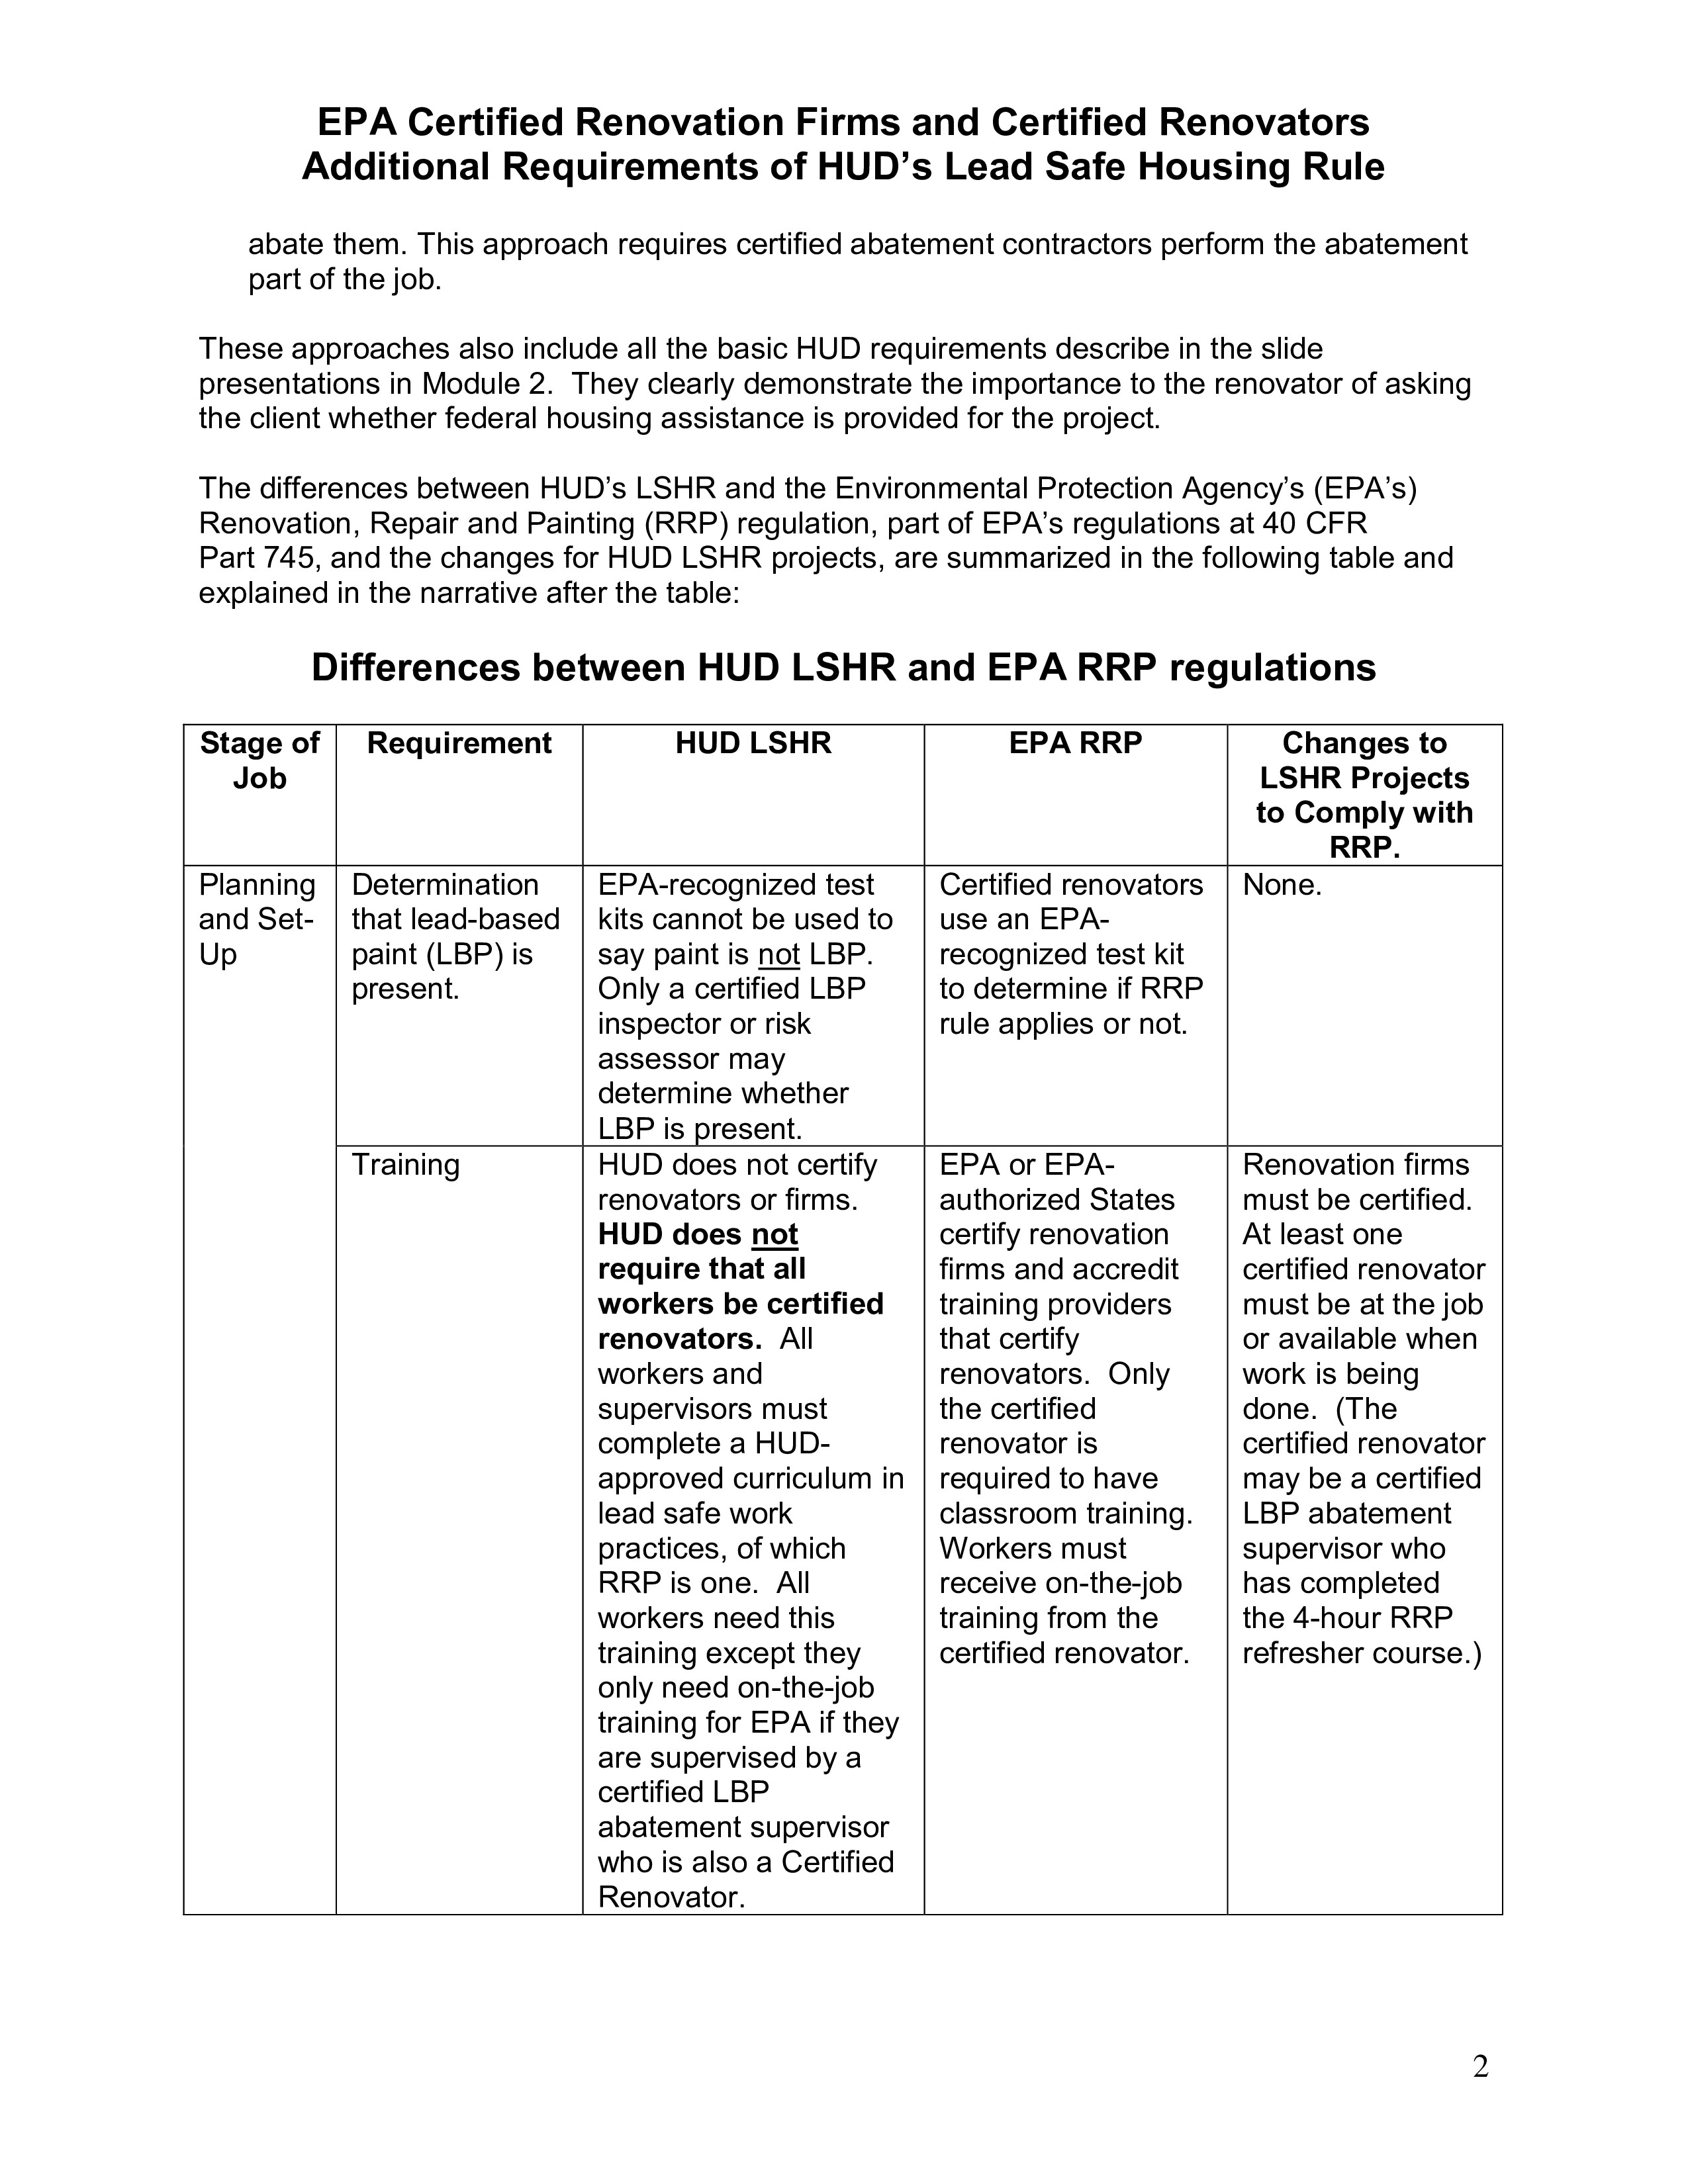 EPA Certified Renovation Firms and Certified Renovators
Additional Requirements of HUD’s Lead Safe Housing Rule
abate them. This approach requires certified abatement contractors perform the abatement
part of the job.
These approaches also include all the basic HUD requirements describe in the slide
presentations in Module 2.  They clearly demonstrate the importance to the renovator of asking
the client whether federal housing assistance is provided for the project.
The differences between HUD’s LSHR and the Environmental Protection Agency’s (EPA’s)
Renovation, Repair and Painting (RRP) regulation, part of EPA’s regulations at 40 CFR
Part 745, and the changes for HUD LSHR projects, are summarized in the following table and
explained in the narrative after the table:
Differences between HUD LSHR and EPA RRP regulations
Stage of
Job
Requirement
HUD LSHR
EPA RRP
Changes to
LSHR Projects
to Comply with
RRP.
Planning
and Set-
Up
Determination
that lead-based
paint (LBP) is
present.
EPA-recognized test
kits cannot be used to
say paint is not LBP.
Only a certified LBP
inspector or risk
assessor may
determine whether
LBP is present.
Certified renovators
use an EPA-
recognized test kit
to determine if RRP
rule applies or not.
None.
Training
HUD does not certify
renovators or firms.
HUD does not
require that all
workers be certified
renovators.  All
workers and
supervisors must
complete a HUD-
approved curriculum in
lead safe work
practices, of which
RRP is one.  All
workers need this
training except they
only need on-the-job
training for EPA if they
are supervised by a
certified LBP
abatement supervisor
who is also a Certified
Renovator.
EPA or EPA-
authorized States
certify renovation
firms and accredit
training providers
that certify
renovators.  Only
the certified
renovator is
required to have
classroom training.
Workers must
receive on-the-job
training from the
certified renovator.
Renovation firms
must be certified.
At least one
certified renovator
must be at the job
or available when
work is being
done.  (The
certified renovator
may be a certified
LBP abatement
supervisor who
has completed
the 4-hour RRP
refresher course.)
2